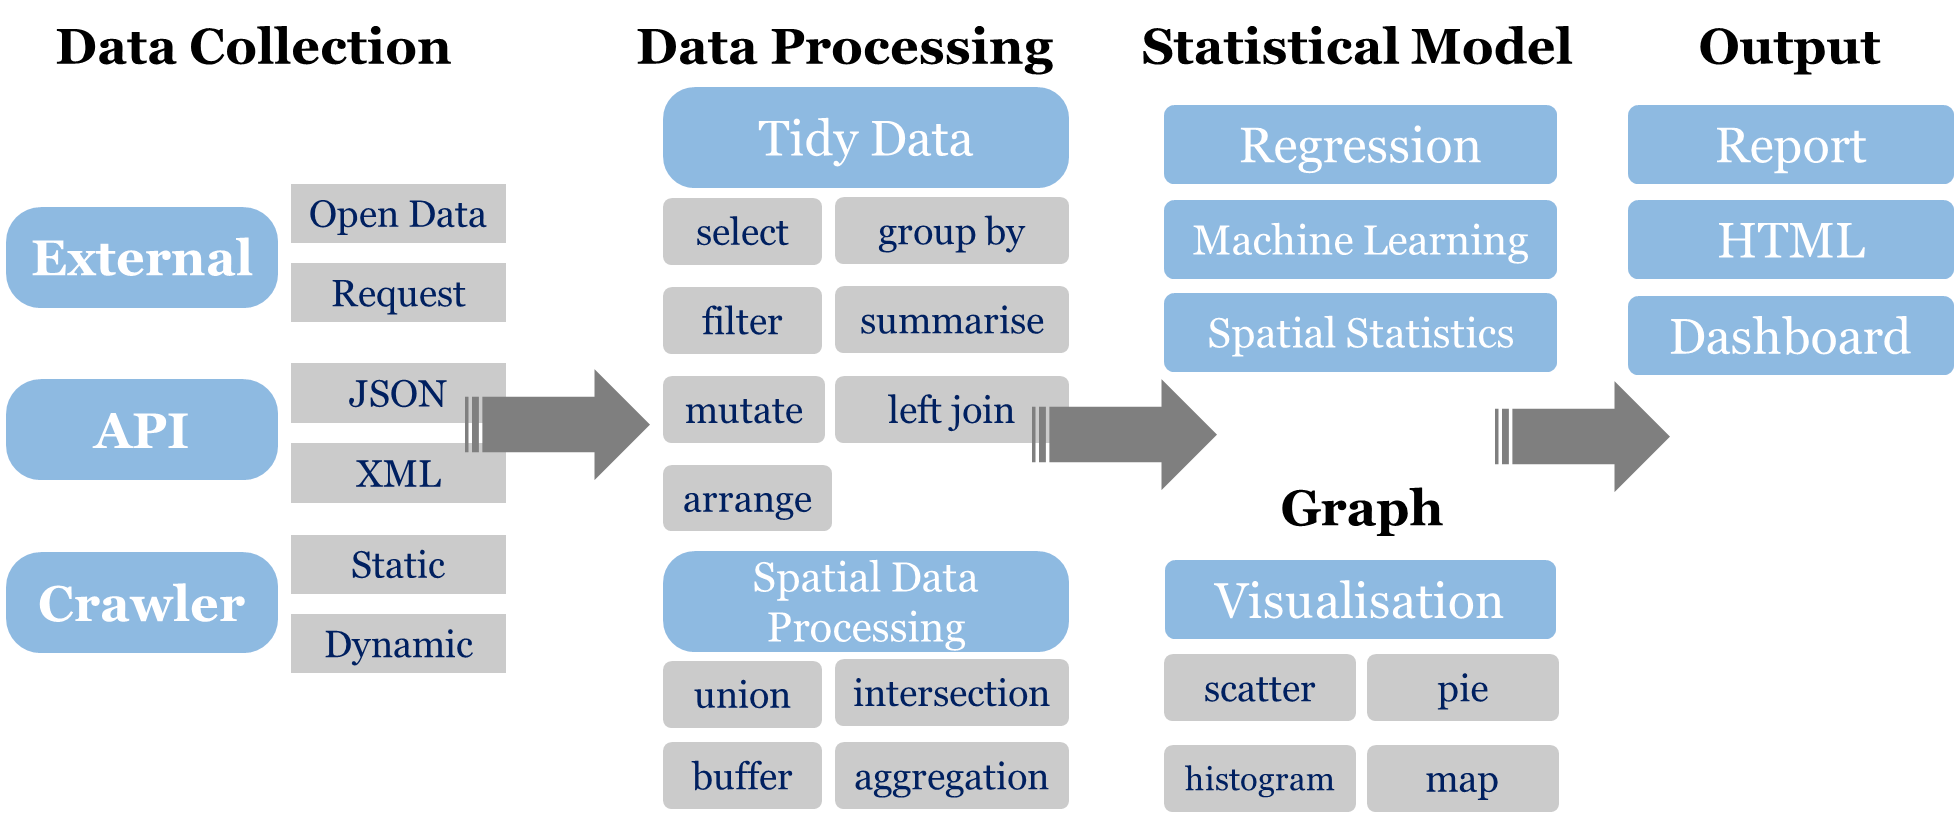 Data Collection
External
Open Data
Request
API
JSON
XML
Crawler
Static
Dynamic
Data Processing
Tidy Data
select
group by
filter
summarise
mutate
left join
arrange
Spatial Data
Processing
union
intersection
buffer
aggregation
Statistical Model
Regression
Machine Learning
Spatial Statistics
Graph
Visualisation
scatter
pie
histogram
map
Output
Report
HTML
Dashboard